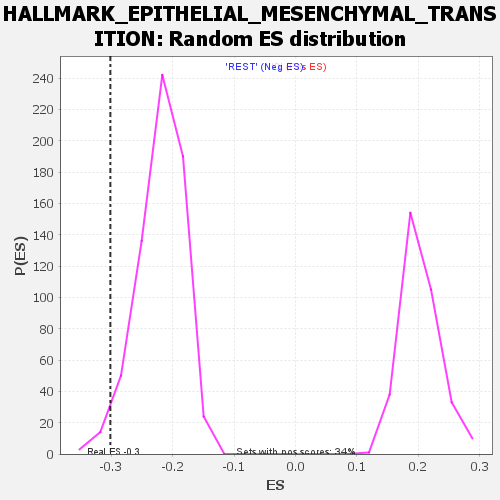 HALLMARK_EPITHELIAL_MESENCHYMAL_TRANS
ITION: Random ES distribution
'REST' (Neg ES)s ES)
240
220
200
180
160
140
120
100
80
60
40
20
0
P(ES)
Real ES -0.3
Sets with pos scores: 34%
-0.3 -0.2 -0.1 0.0 0.1 0.2 0.3
ES